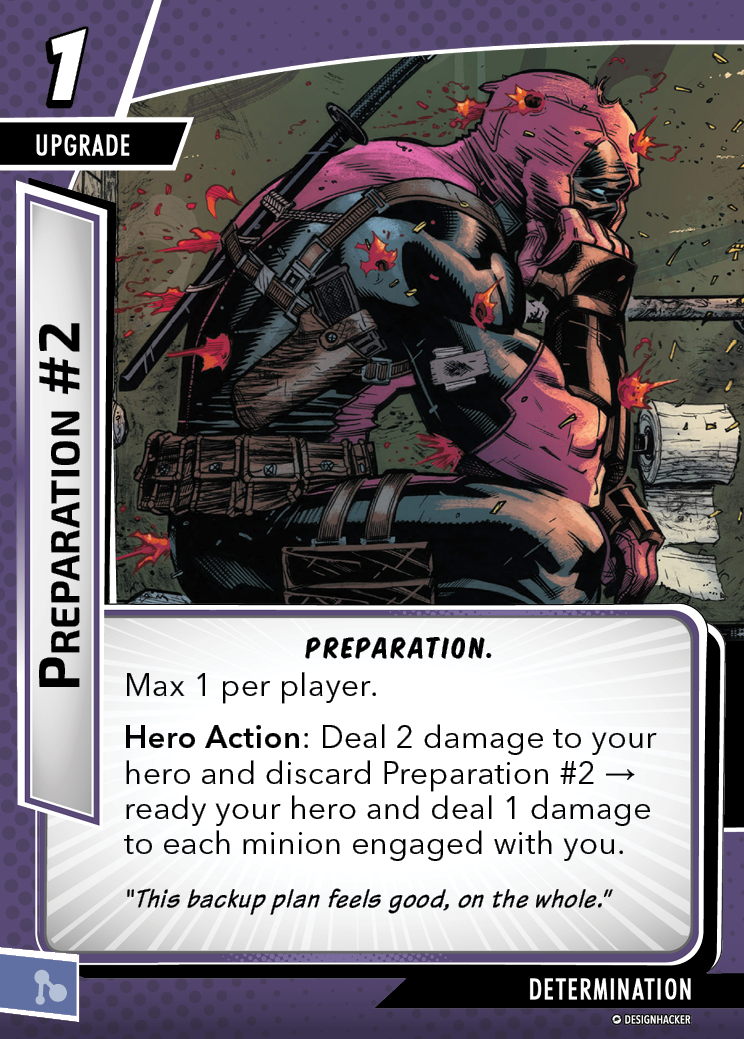 1
UPGRADE
PREPARATION #2
PREPARATION.
Max 1 per player.
Hero Action: Deal 2 damage to your
hero and discard Preparation #2 →
ready your hero and deal 1 damage
to each minion engaged with you.
"This backup plan feels good, on the whole."
DETERMINATION
DESIGNHACKER